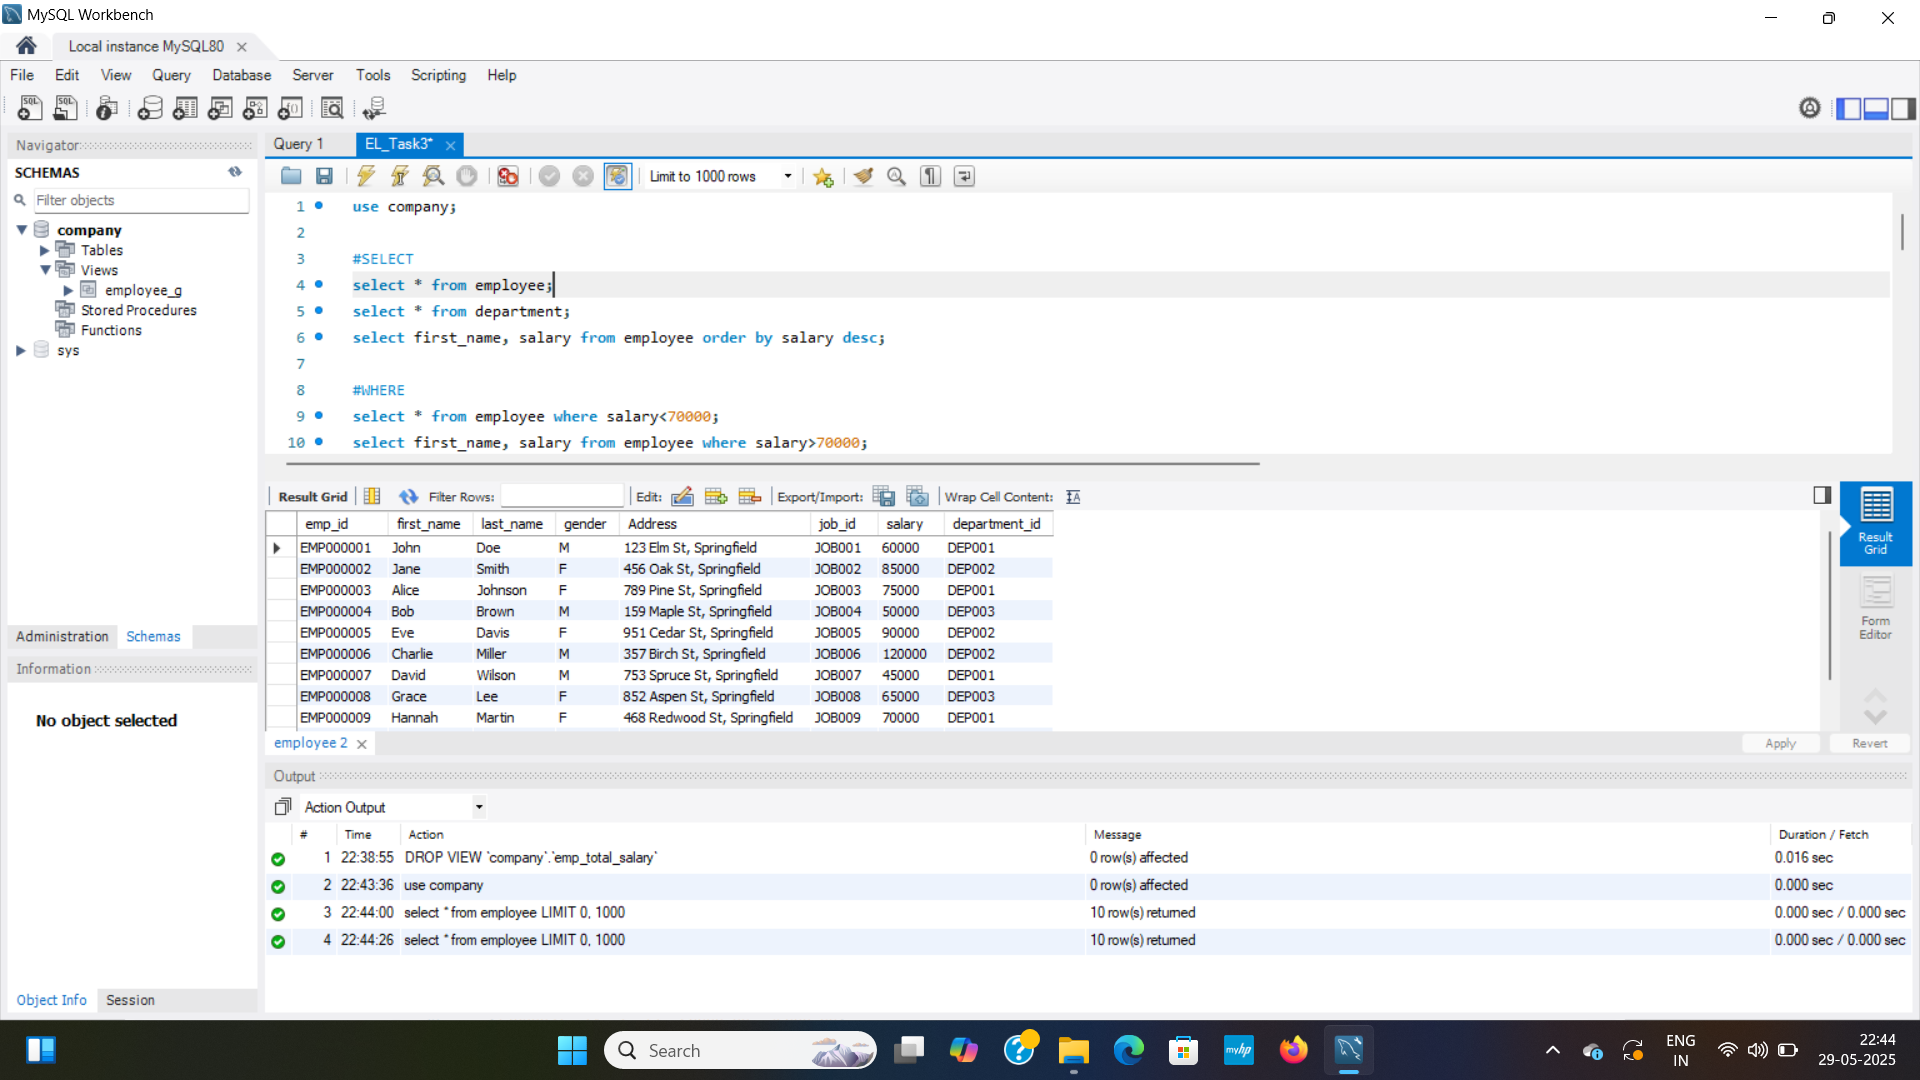 MySQL Workbench
Local instance MySQL80
File Edit View Query Database Server Tools Scripting Help
Navigator
SCHEMAS
Filter objects
company
Tables
Views
employee_g
Stored Procedures
Functions
sys
Administration Schemas
Information
No object selected
Object Info Session
Query 1 EL_Task3*
Limit to 1000 rows
1 use company;
2
3 #SELECT
4 select * from employee;
5 select * from department;
6 select first_name, salary from employee order by salary desc;
7
8 #WHERE
9 select * from employee where salary<70000;
10 select first_name, salary from employee where salary>70000;
Result Grid Filter Rows: Edit: Export/Import: Wrap Cell Content:
emp_id first_name last_name gender Address job_id salary department_id
EMP000001 John Doe M 123 Elm St, Springfield JOB001 60000 DEP001
EMP000002 Jane Smith F 456 Oak St, Springfield JOB002 85000 DEP002
EMP000003 Alice Johnson F 789 Pine St, Springfield JOB003 75000 DEP001
EMP000004 Bob Brown M 159 Maple St, Springfield JOB004 50000 DEP003
EMP000005 Eve Davis F 951 Cedar St, Springfield JOB005 90000 DEP002
EMP000006 Charlie Miller M 357 Birch St, Springfield JOB006 120000 DEP002
EMP000007 David Wilson M 753 Spruce St, Springfield JOB007 45000 DEP001
EMP000008 Grace Lee F 852 Aspen St, Springfield JOB008 65000 DEP003
EMP000009 Hannah Martin F 468 Redwood St, Springfield JOB009 70000 DEP001
Result
Grid
Form
Editor
employee 2
Apply Revert
Output
Action Output
# Time Action Message Duration / Fetch
1 22:38:55 DROP VIEW `company`.`emp_total_salary` 0 row(s) affected 0.016 sec
2 22:43:36 use company 0 row(s) affected 0.000 sec
3 22:44:00 select * from employee LIMIT 0, 1000 10 row(s) returned 0.000 sec / 0.000 sec
4 22:44:26 select * from employee LIMIT 0, 1000 10 row(s) returned 0.000 sec / 0.000 sec
Search
myhp
ENG
IN
22:44
29-05-2025